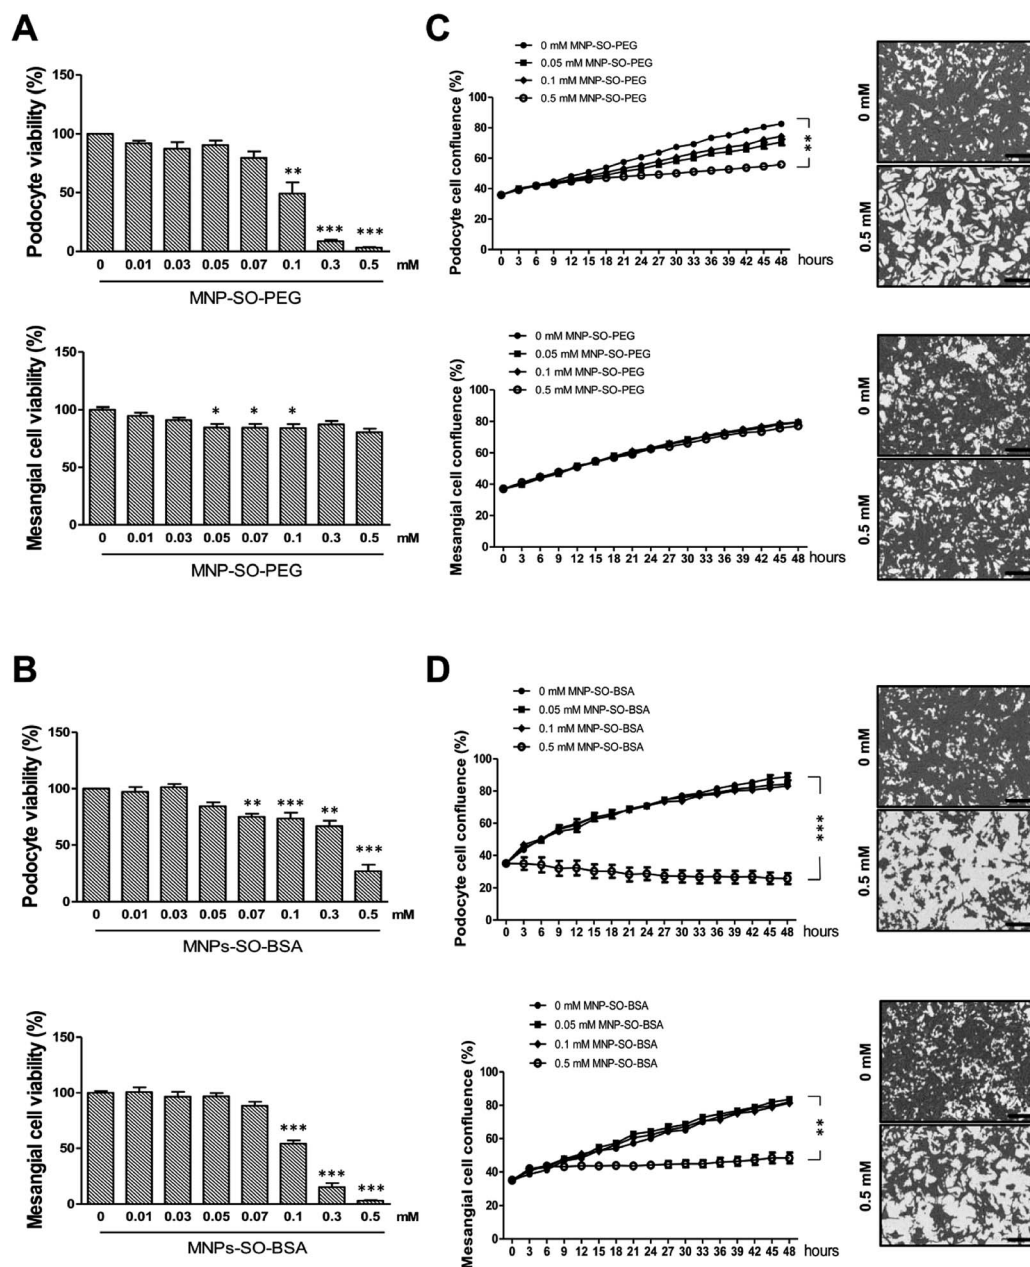 A
Podocyte viability (%)
150
100
50
0
0 0.01 0.03 0.05 0.07 0.1 0.3 0.5 mM
** *** ***
MNP-SO-PEG
Mesangial cell viability (%)
150
100
50
0
0 0.01 0.03 0.05 0.07 0.1 0.3 0.5 mM
* * *
MNP-SO-PEG
C
0 mM MNP-SO-PEG
0.05 mM MNP-SO-PEG
0.1 mM MNP-SO-PEG
0.5 mM MNP-SO-PEG
Podocyte cell confluence (%)
100
80
60
40
20
0
0 3 6 9 12 15 18 21 24 27 30 33 36 39 42 45 48 hours
**
0 mM
0.5 mM
0 mM MNP-SO-PEG
0.05 mM MNP-SO-PEG
0.1 mM MNP-SO-PEG
0.5 mM MNP-SO-PEG
Mesangial cell confluence (%)
100
80
60
40
20
0
0 3 6 9 12 15 18 21 24 27 30 33 36 39 42 45 48 hours
0 mM
0.5 mM
B
Podocyte viability (%)
150
100
50
0
0 0.01 0.03 0.05 0.07 0.1 0.3 0.5 mM
** *** ** ***
MNPs-SO-BSA
Mesangial cell viability (%)
150
100
50
0
0 0.01 0.03 0.05 0.07 0.1 0.3 0.5 mM
*** *** ***
MNPs-SO-BSA
D
0 mM MNP-SO-BSA
0.05 mM MNP-SO-BSA
0.1 mM MNP-SO-BSA
0.5 mM MNP-SO-BSA
Podocyte cell confluence (%)
100
80
60
40
20
0
0 3 6 9 12 15 18 21 24 27 30 33 36 39 42 45 48 hours
***
0 mM
0.5 mM
0 mM MNP-SO-BSA
0.05 mM MNP-SO-BSA
0.1 mM MNP-SO-BSA
0.5 mM MNP-SO-BSA
Mesangial cell confluence (%)
100
80
60
40
20
0
0 3 6 9 12 15 18 21 24 27 30 33 36 39 42 45 48 hours
**
0 mM
0.5 mM